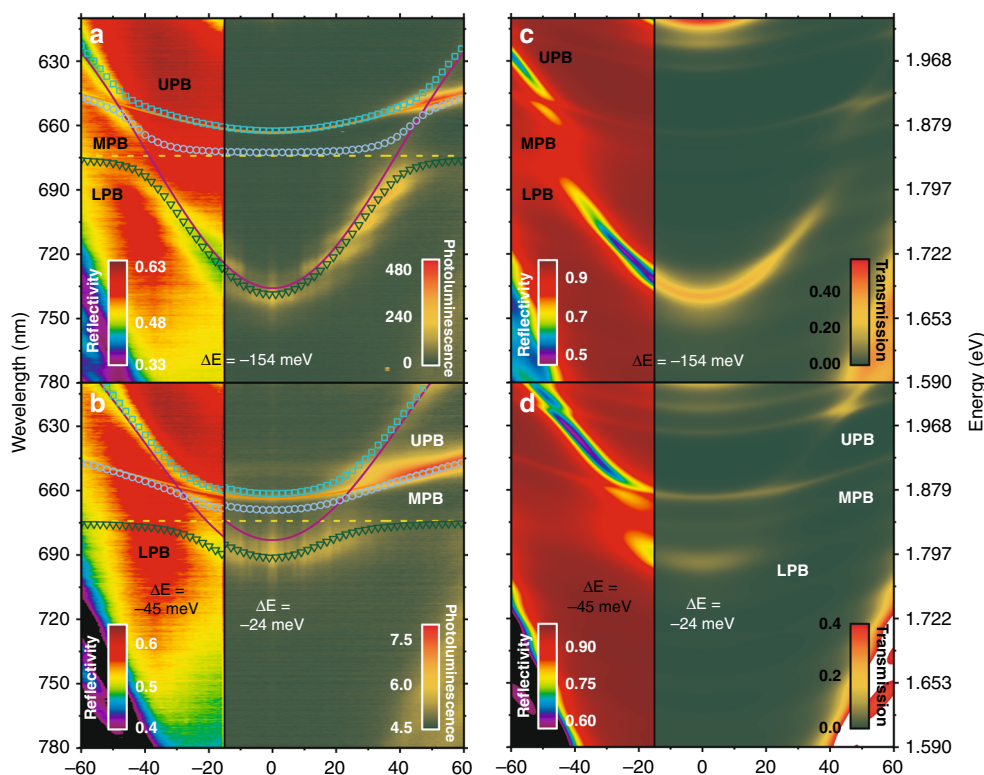 a
c
630
660
690
720
750
780
UPB
MPB
LPB
Reflectivity
0.63
0.48
0.33
ΔE = –154 meV
480
240
0
Photoluminescence
UPB
MPB
LPB
Reflectivity
0.9
0.7
0.5
ΔE = –154 meV
0.40
0.20
0.00
Transmission
1.968
1.879
1.797
1.722
1.653
1.590
Wevelength (nm)
Energy (eV)
b
d
630
660
690
720
750
780
UPB
MPB
LPB
ΔE =
–45 meV
ΔE =
–24 meV
Reflectivity
0.6
0.5
0.4
7.5
6.0
4.5
Photoluminescence
UPB
MPB
LPB
ΔE =
–45 meV
ΔE =
–24 meV
Reflectivity
0.90
0.75
0.60
0.4
0.2
0.0
Transmission
1.968
1.879
1.797
1.722
1.653
1.590
–60 –40 –20 0 20 40 60
–60 –40 –20 0 20 40 60